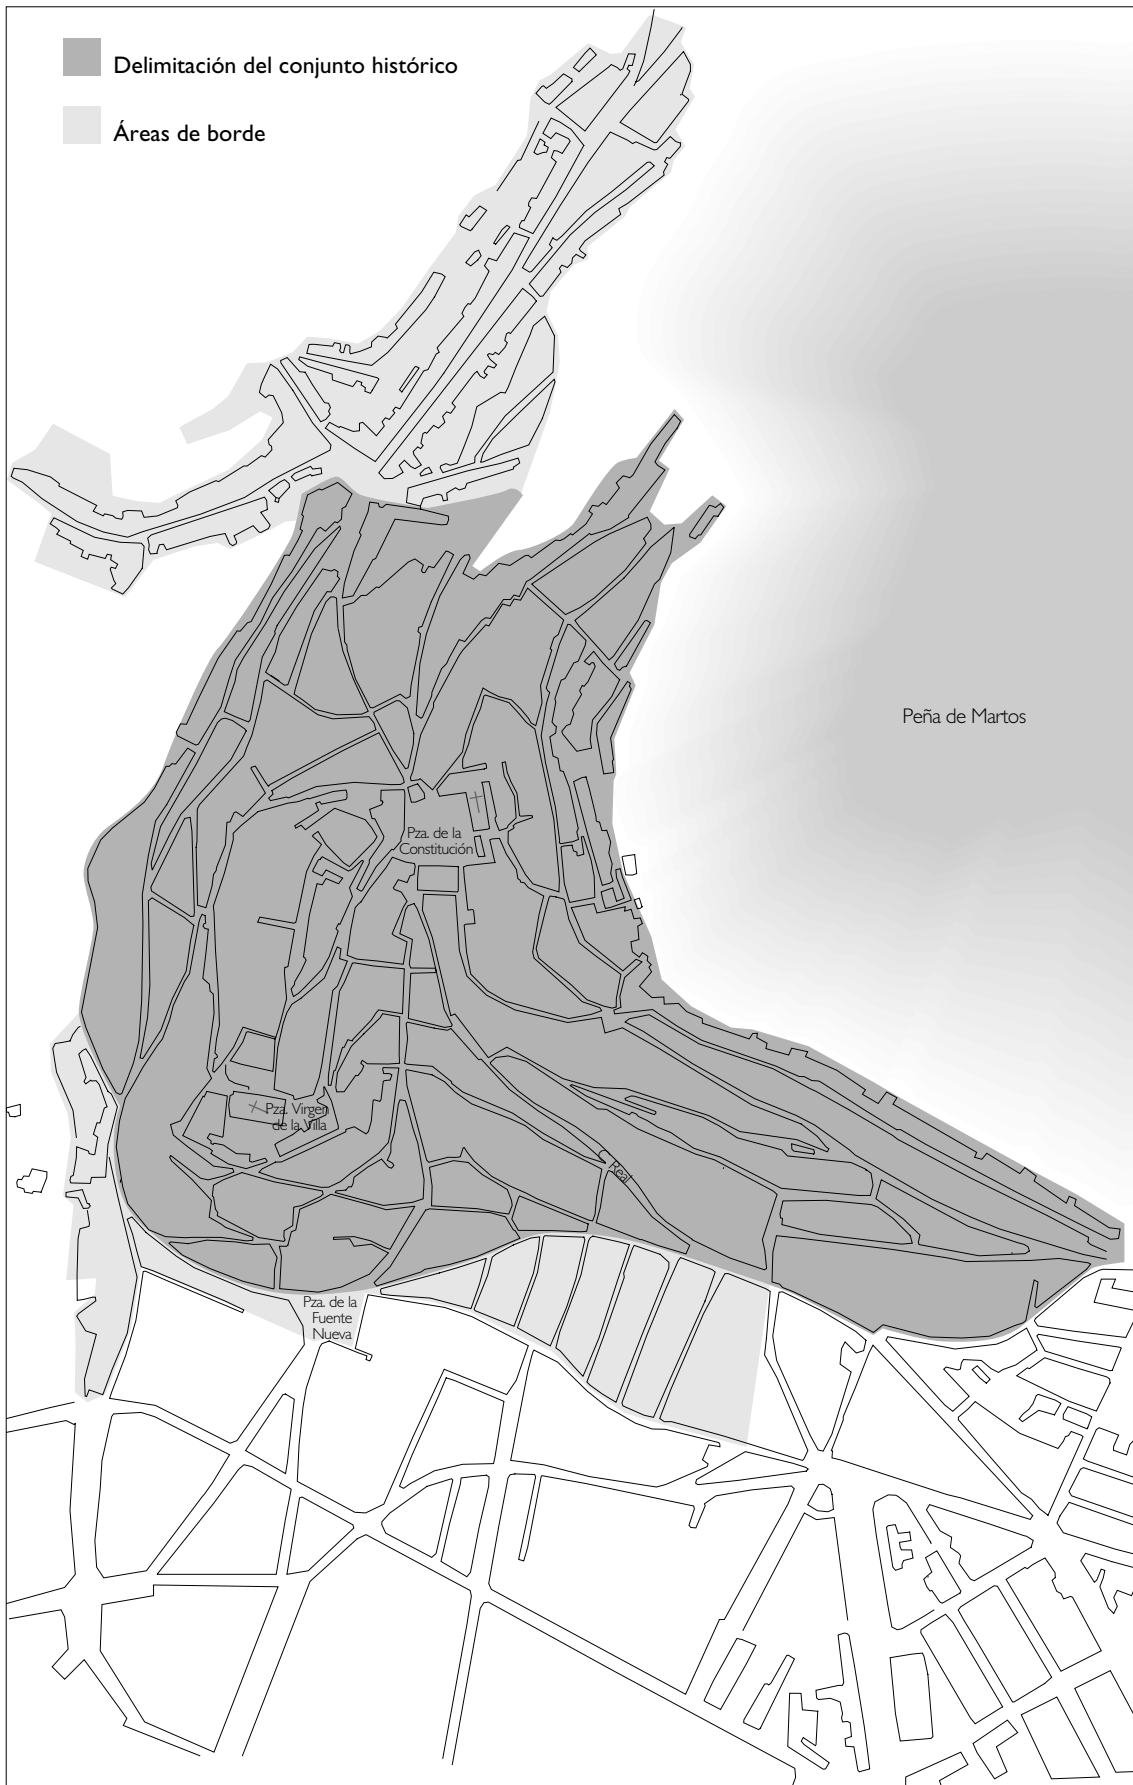 Delimitación del conjunto histórico
Áreas de borde
Peña de Martos
Pza. de la
Constitución
Pza. Virgen
de la Villa
C. Real
Pza. de la
Fuente
Nueva